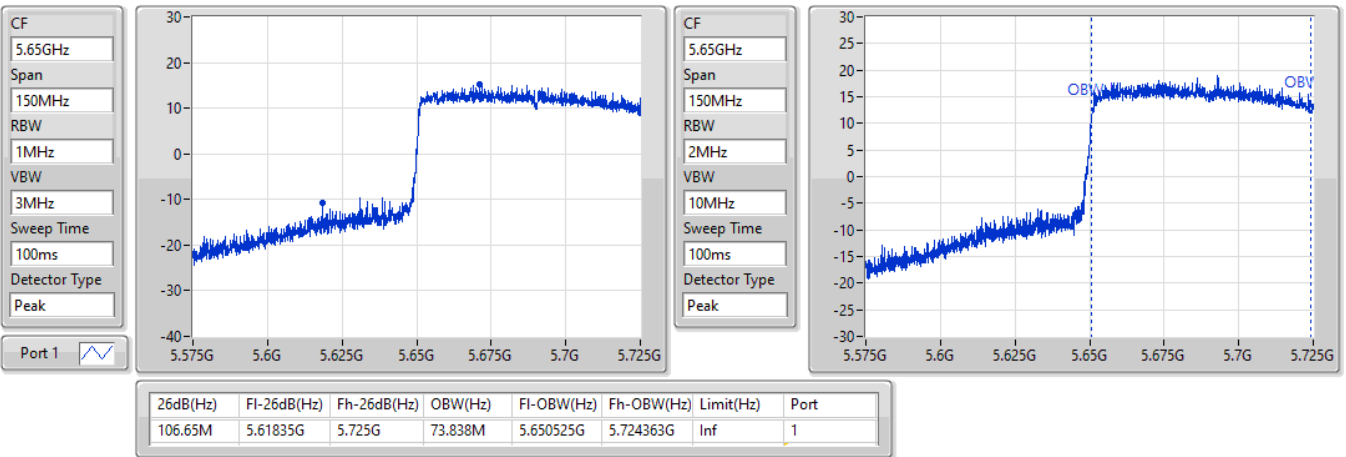 CF
5.65GHz
Span
150MHz
RBW
1MHz
VBW
3MHz
Sweep Time
100ms
Detector Type
Peak
Port 1
30
20
10
0
-10
-20
-30
-40
5.575G 5.6G 5.625G 5.65G 5.675G 5.7G 5.725G
CF
5.65GHz
Span
150MHz
RBW
2MHz
VBW
10MHz
Sweep Time
100ms
Detector Type
Peak
30
25
20
15
10
5
0
-5
-10
-15
-20
-25
-30
OBW OBW
5.575G 5.6G 5.625G 5.65G 5.675G 5.7G 5.725G
26dB(Hz) Fl-26dB(Hz) Fh-26dB(Hz) OBW(Hz) Fl-OBW(Hz) Fh-OBW(Hz) Limit(Hz) Port
106.65M 5.61835G 5.725G 73.838M 5.650525G 5.724363G Inf 1